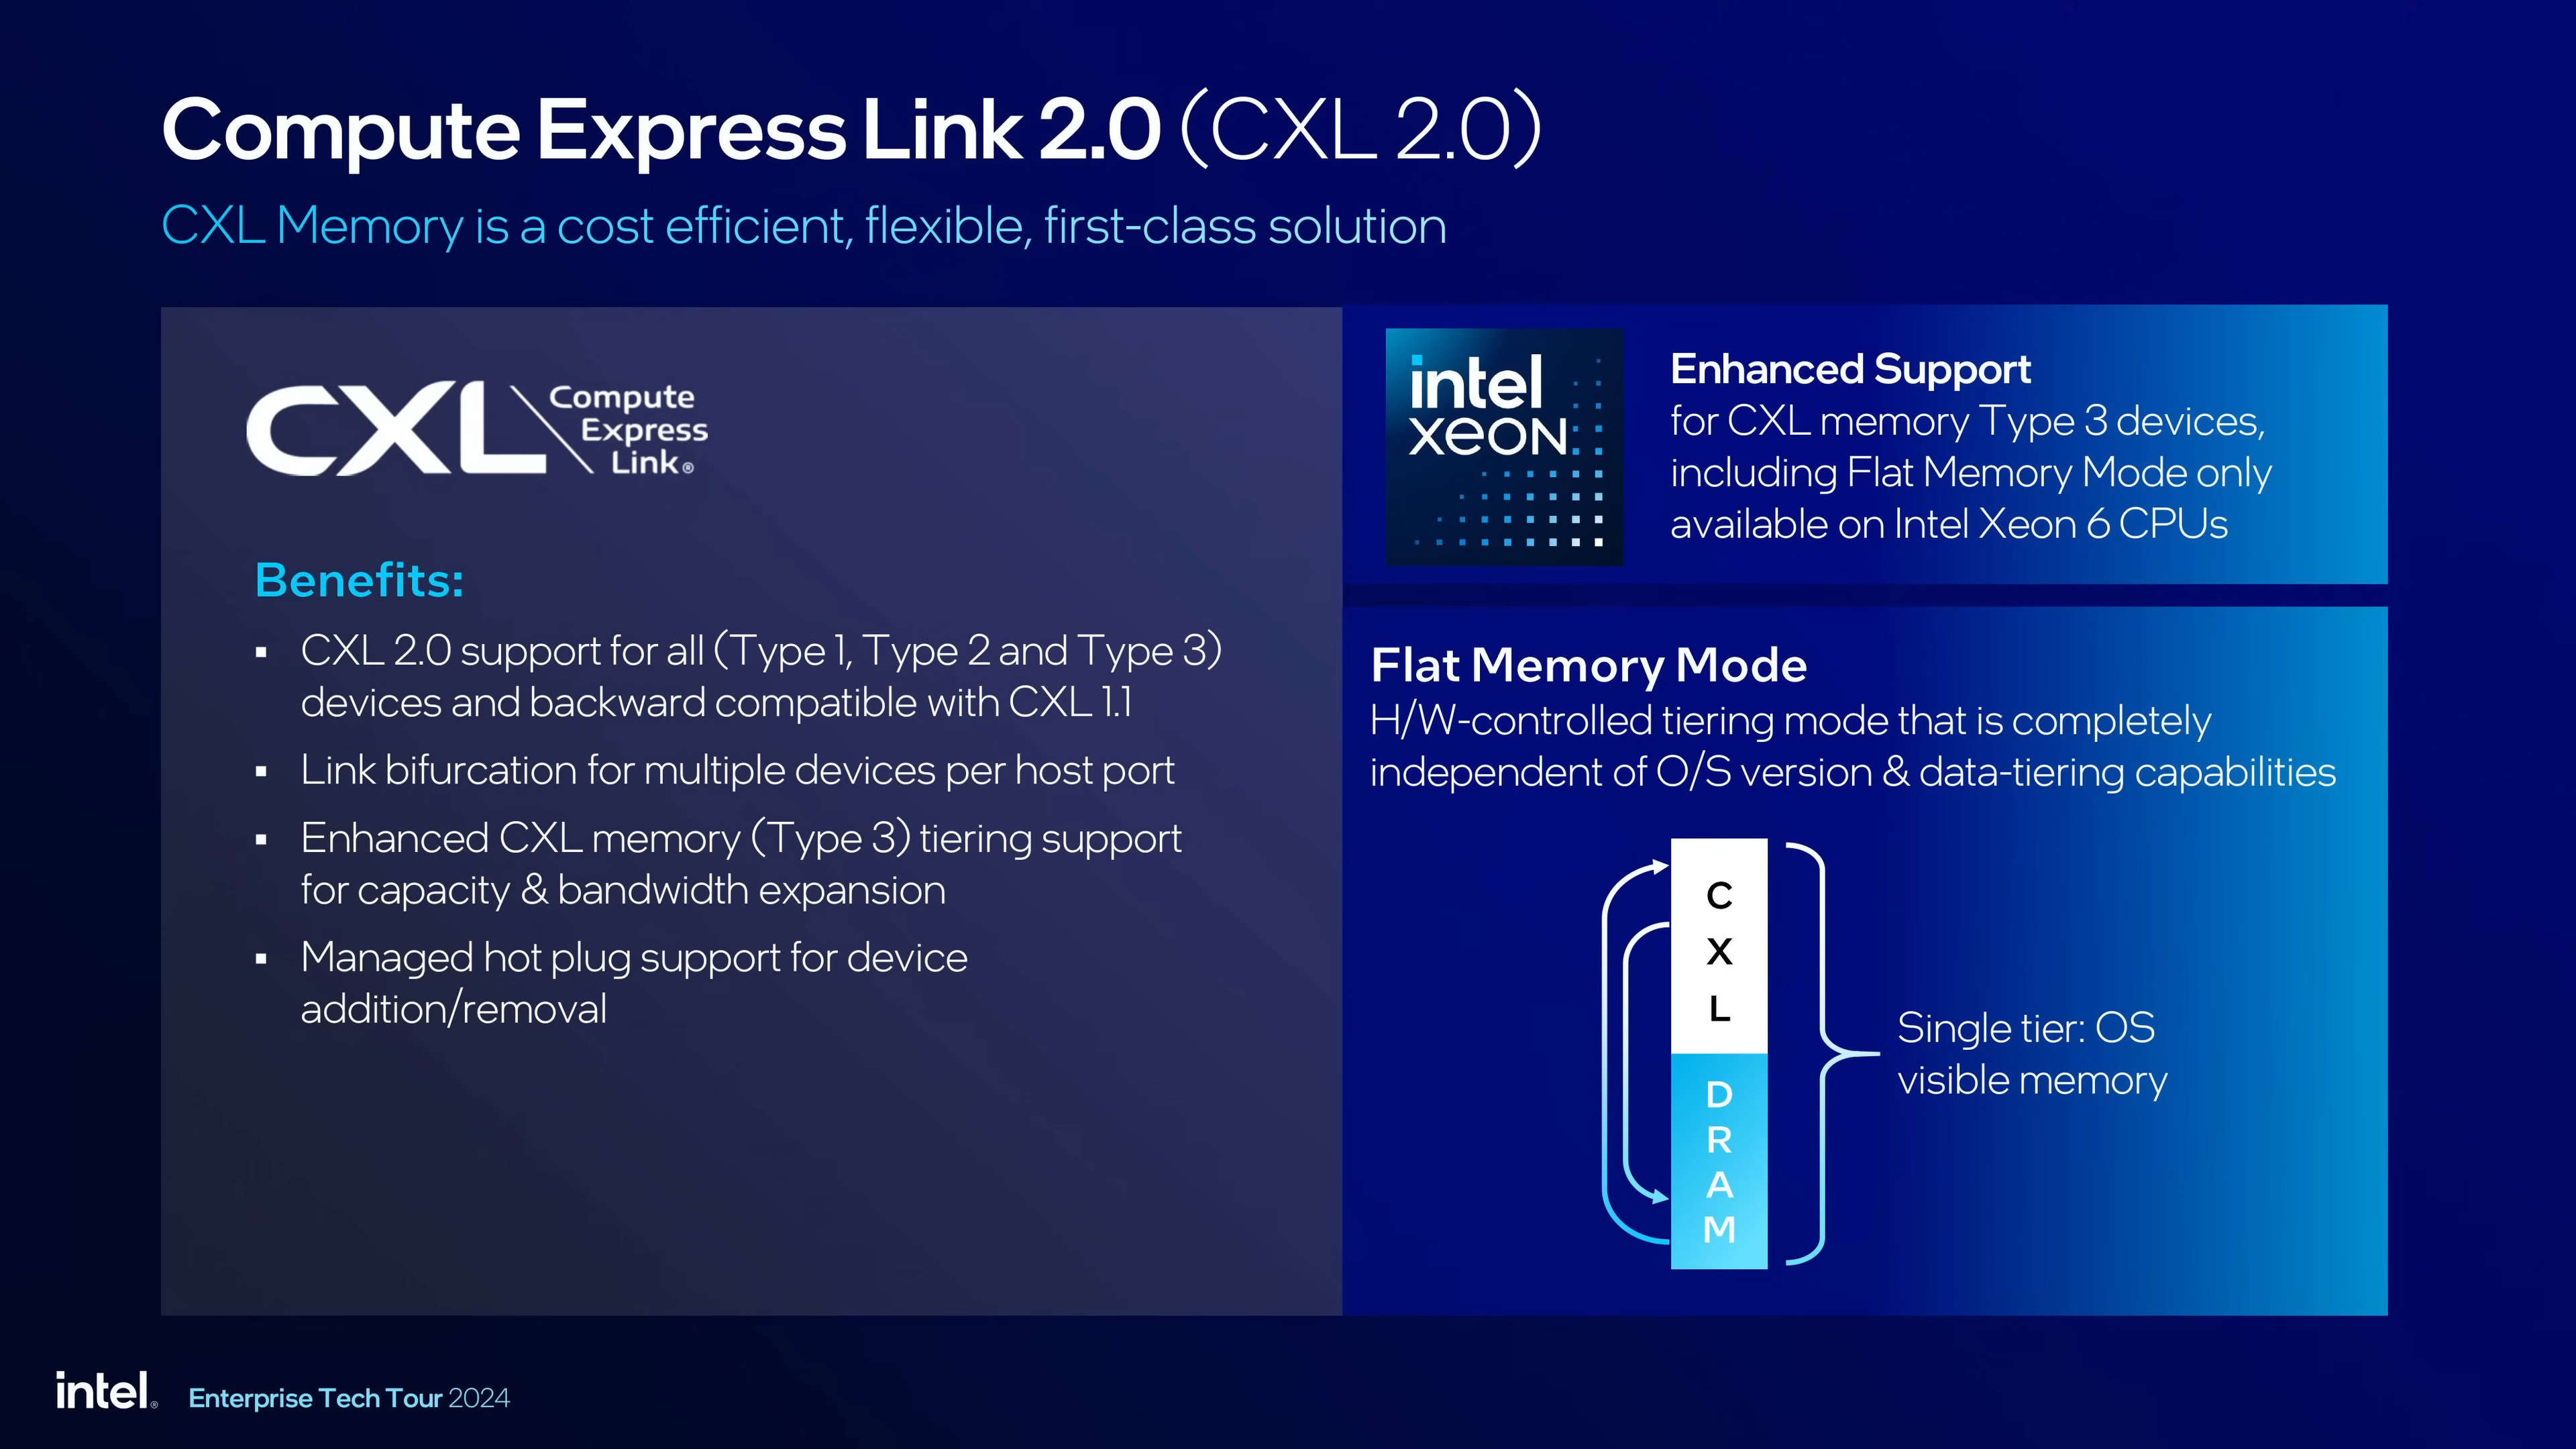 Compute Express Link 2.0 (CXL 2.0)
CXL Memory is a cost efficient, flexible, first-class solution
CXL Compute
Express
Link®
Benefits:
▪ CXL 2.0 support for all (Type 1, Type 2 and Type 3)
devices and backward compatible with CXL 1.1
▪ Link bifurcation for multiple devices per host port
▪ Enhanced CXL memory (Type 3) tiering support
for capacity & bandwidth expansion
▪ Managed hot plug support for device
addition/removal
intel
xeon
Enhanced Support
for CXL memory Type 3 devices,
including Flat Memory Mode only
available on Intel Xeon 6 CPUs
Flat Memory Mode
H/W-controlled tiering mode that is completely
independent of O/S version & data-tiering capabilities
C
X
L
D
R
A
M
Single tier: OS
visible memory
intel® Enterprise Tech Tour 2024